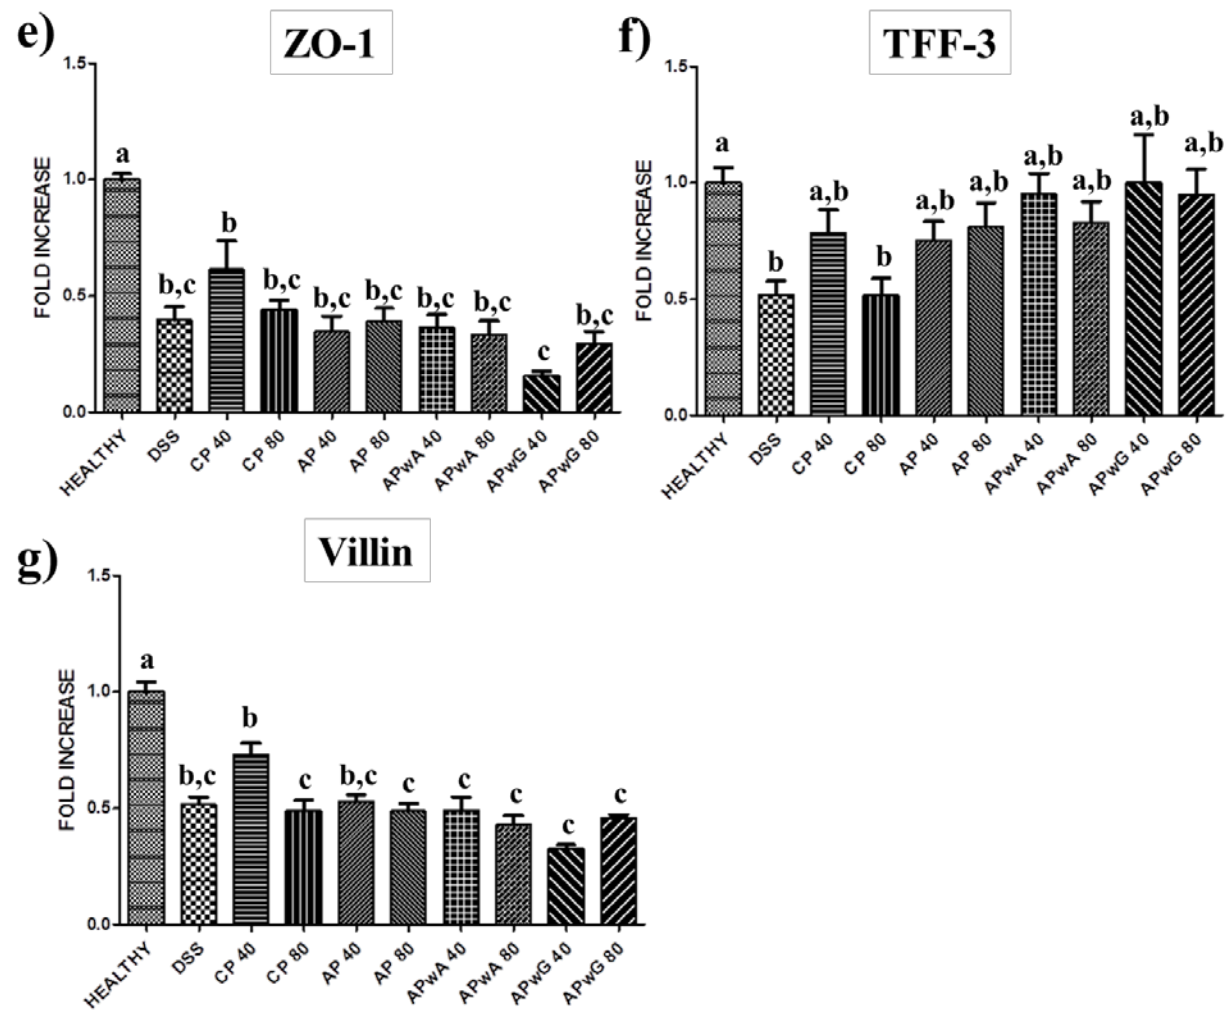 e)
ZO-1
1.5
1.0
0.5
0.0
FOLD INCREASE
a
b,c
b
b,c
b,c
b,c
b,c
b,c
c
b,c
HEALTHY
DSS
CP 40
CP 80
AP 40
AP 80
APwA 40
APwA 80
APwG 40
APwG 80
f)
TFF-3
1.5
1.0
0.5
0.0
FOLD INCREASE
a
b
a,b
b
a,b
a,b
a,b
a,b
a,b
a,b
HEALTHY
DSS
CP 40
CP 80
AP 40
AP 80
APwA 40
APwA 80
APwG 40
APwG 80
g)
Villin
1.5
1.0
0.5
0.0
FOLD INCREASE
a
b,c
b
c
b,c
c
c
c
c
c
HEALTHY
DSS
CP 40
CP 80
AP 40
AP 80
APwA 40
APwA 80
APwG 40
APwG 80